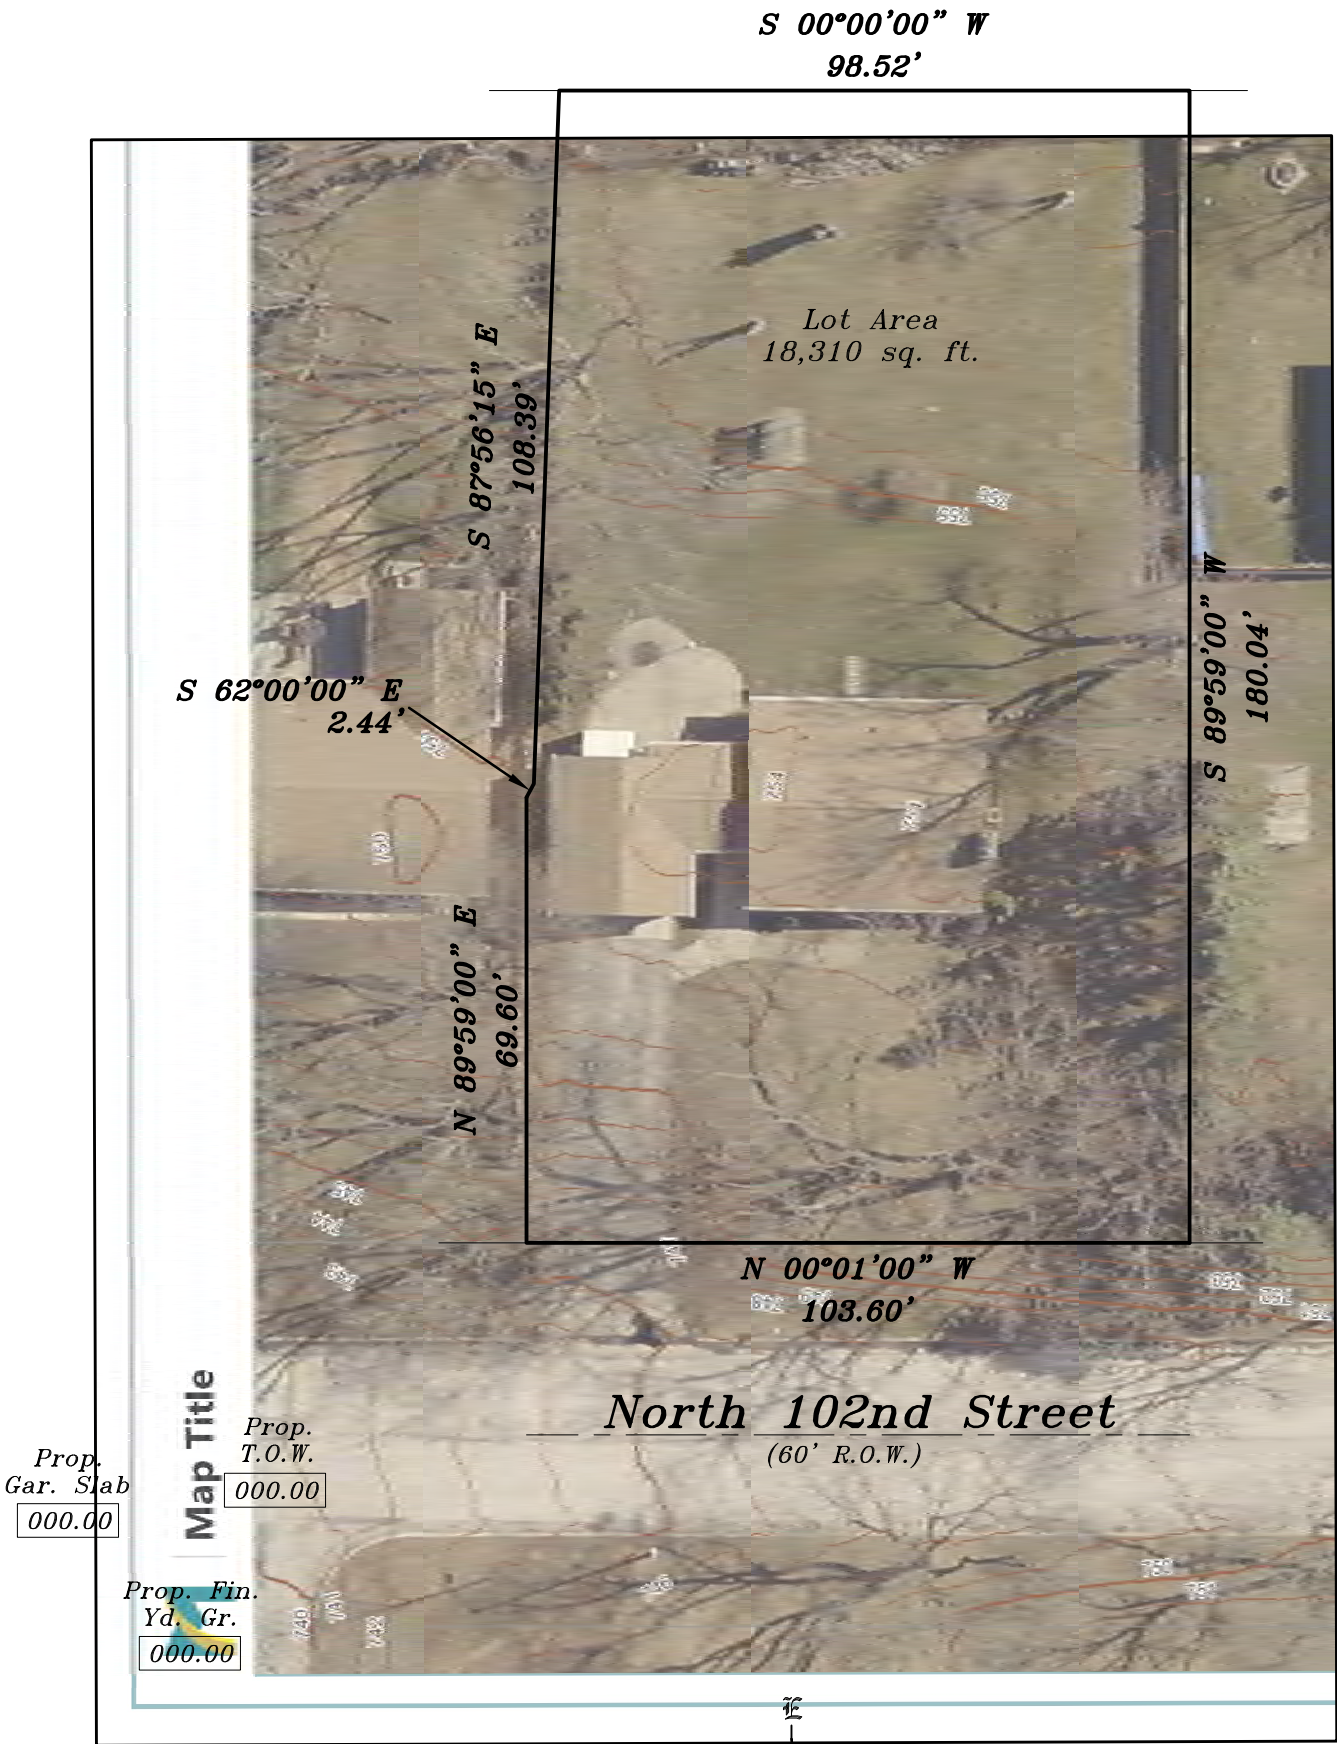 S 00°00'00" W
98.52'
Lot Area
18,310 sq. ft.
S 87°56'15" E
108.39'
S 62°00'00" E
2.44'
S 89°59'00" W
180.04'
N 89°59'00" E
69.60'
N 00°01'00" W
103.60'
North 102nd Street
(60' R.O.W.)
Map Title
Prop.
T.O.W.
000.00
Prop.
Gar. Slab
000.00
Prop. Fin.
Yd. Gr.
000.00
740
742
E